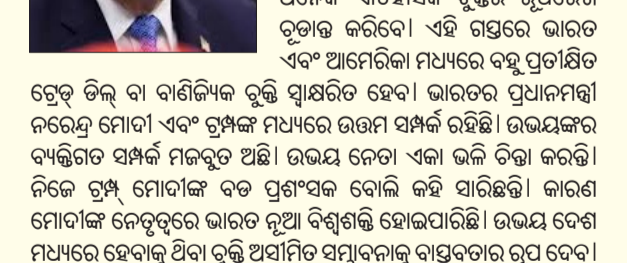 ଚୂଡାନ୍ତ କରିବେ। ଏହି ଗସ୍ତରେ ଭାରତ
ଏବଂ ଆମେରିକା ମଧ୍ୟରେ ବହୁ ପ୍ରତୀକ୍ଷିତ
ଟ୍ରେଡ୍ ଡିଲ୍ ବା ବାଣିଜ୍ୟିକ ଚୁକ୍ତି ସ୍ୱାକ୍ଷରିତ ହେବ। ଭାରତର ପ୍ରଧାନମନ୍ତ୍ରୀ
ନରେନ୍ଦ୍ର ମୋଦୀ ଏବଂ ଟ୍ରମ୍ପଙ୍କ ମଧ୍ୟରେ ଉତ୍ତମ ସମ୍ପର୍କ ରହିଛି। ଉଭୟଙ୍କର
ବ୍ୟକ୍ତିଗତ ସମ୍ପର୍କ ମଜବୁତ ଅଛି। ଉଭୟ ନେତା ଏକା ଭଳି ଚିନ୍ତା କରନ୍ତି।
ନିଜେ ଟ୍ରମ୍ପ୍ ମୋଦୀଙ୍କ ବଡ ପ୍ରଶଂସକ ବୋଲି କହି ସାରିଛନ୍ତି। କାରଣ
ମୋଦୀଙ୍କ ନେତୃତ୍ୱରେ ଭାରତ ନୂଆ ବିଶ୍ୱଶକ୍ତି ହୋଇପାରିଛି। ଉଭୟ ଦେଶ
ମଧ୍ୟରେ ହେବାକୁ ଥିବା ଚୁକ୍ତି ଅସୀମିତ ସମ୍ଭାବନାକୁ ବାସ୍ତବତାର ରୂପ ଦେବ।